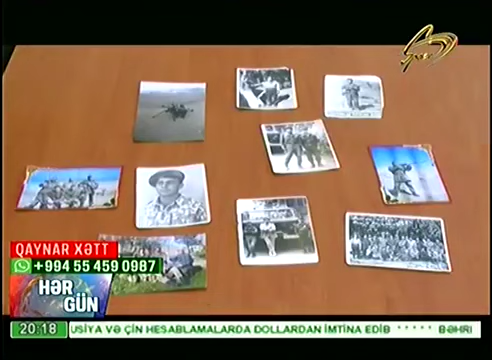 QAYNAR XƏTT
+994 55 459 0987
HƏR
GÜN
20:18 USİYA VƏ ÇİN HESABLAMALARDA DOLLARDAN İMTİNA EDİB ***** BƏHRİ